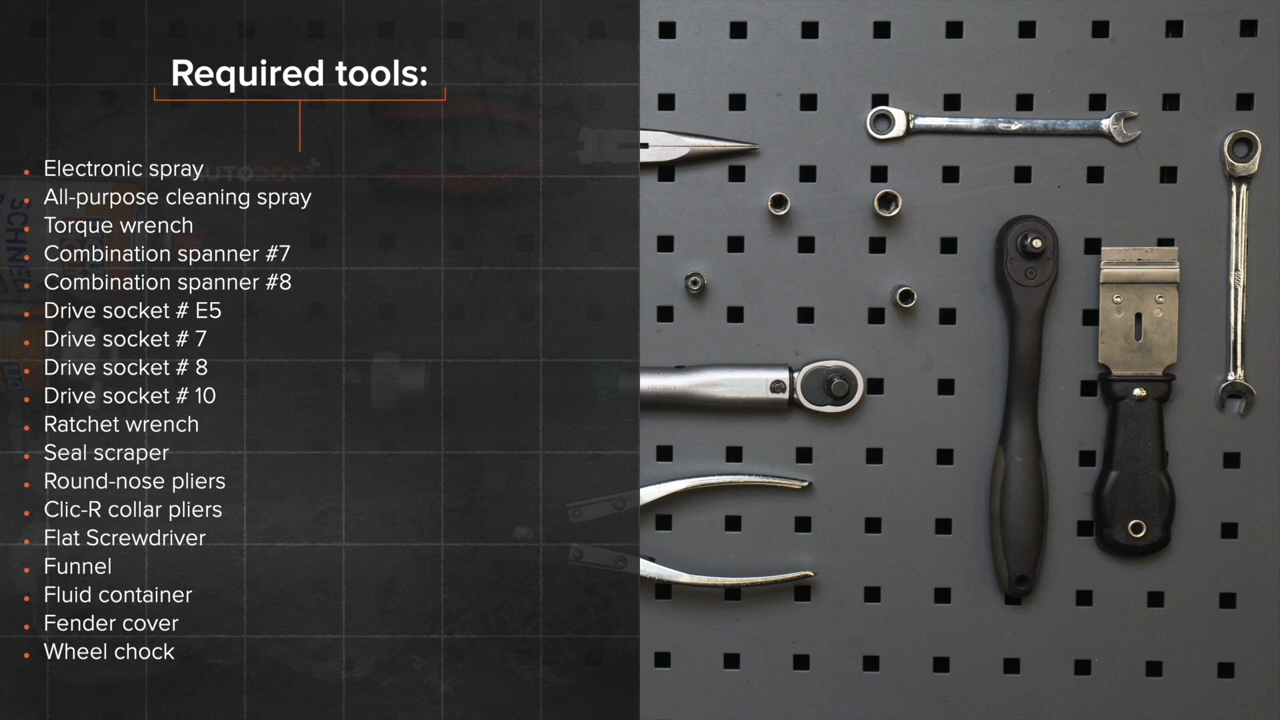 Required tools:
Electronic spray
All-purpose cleaning spray
Torque wrench
Combination spanner #7
Combination spanner #8
Drive socket # E5
Drive socket # 7
Drive socket # 8
Drive socket # 10
Ratchet wrench
Seal scraper
Round-nose pliers
Clic-R collar pliers
Flat Screwdriver
Funnel
Fluid container
Fender cover
Wheel chock